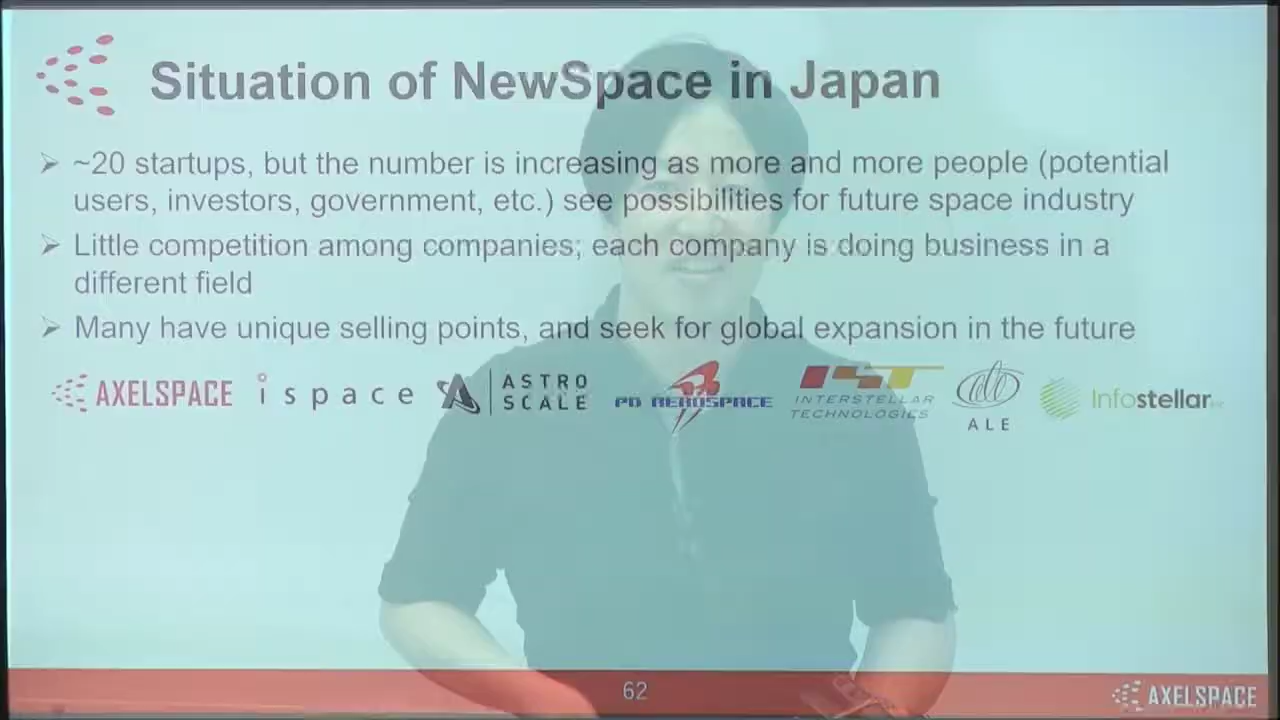 Situation of NewSpace in Japan
~20 startups, but the number is increasing as more and more people (potential
users, investors, government, etc.) see possibilities for future space industry
Little competition among companies; each company is doing business in a
different field
Many have unique selling points, and seek for global expansion in the future
AXELSPACE
ispace
ASTRO
SCALE
PD AEROSPACE
IST
INTERSTELLAR
TECHNOLOGIES
ale
ALE
Infostellar
62
AXELSPACE